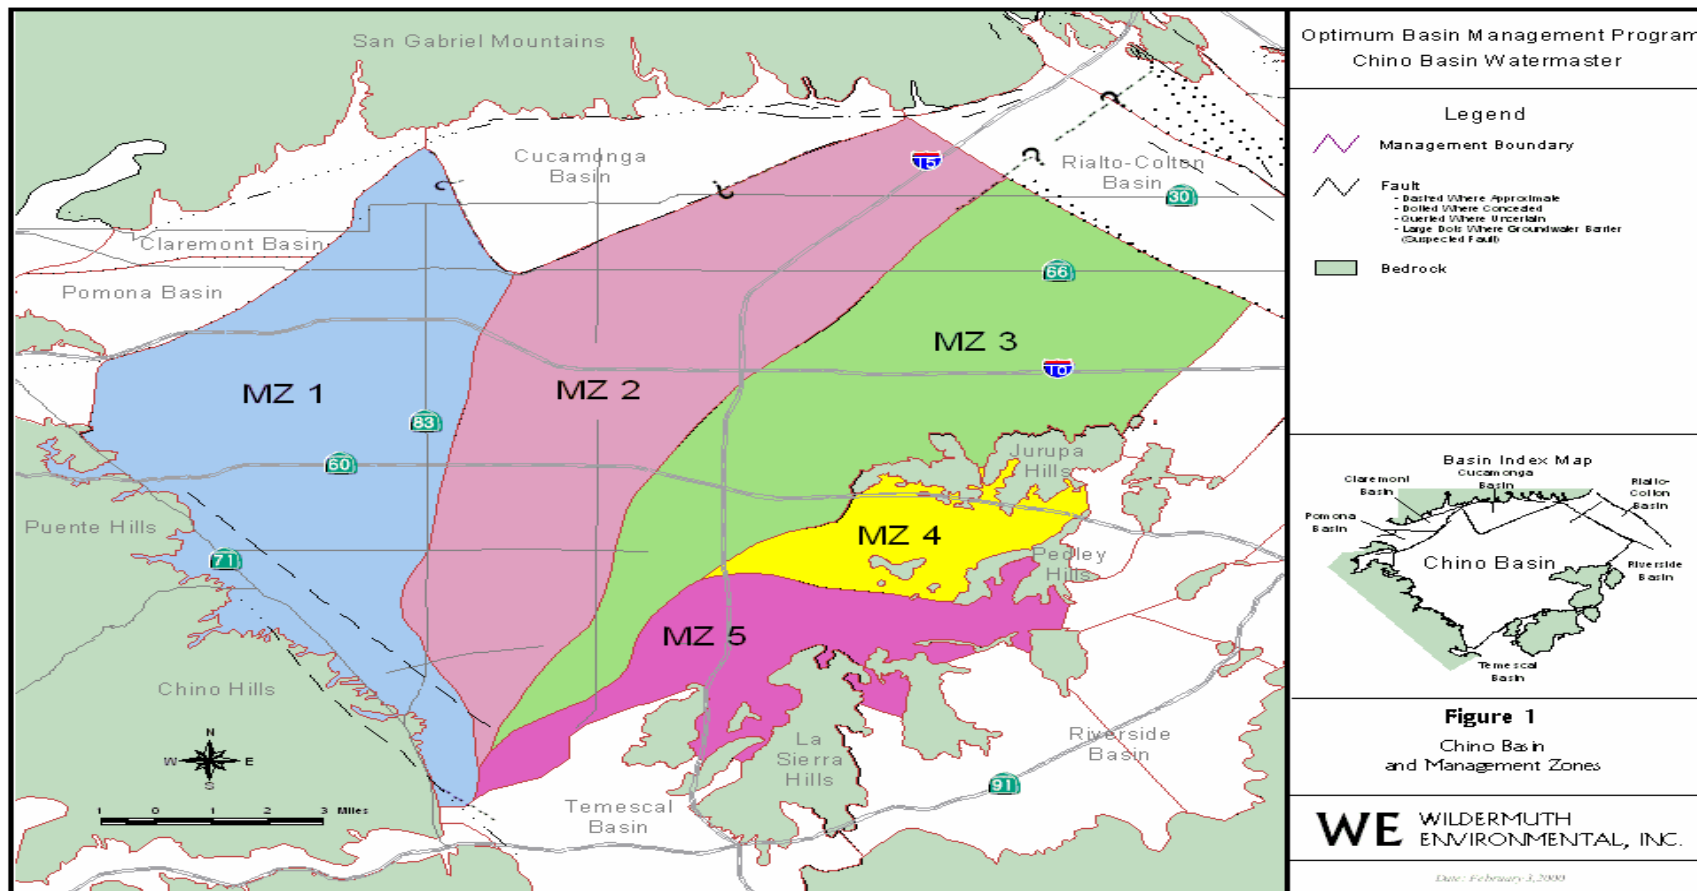 San Gabriel Mountains
Cucamonga
Basin
15
Rialto-Colton
Basin
30
Claremont Basin
Pomona Basin
66
MZ 3
MZ 1
MZ 2
83
60
Jurupa
Hills
Puente Hills
71
MZ 4
Pedley
Hills
MZ 5
Chino Hills
N
W E
S
La
Sierra
Hills
Riverside
Basin
91
Temescal
Basin
1 0 1 2 3 Miles
Optimum Basin Management Program
Chino Basin Watermaster
Legend
Management Boundary
Fault
- Dashed Where Approximate
- Dotted Where Concealed
- Queried Where Uncertain
- Large Dots Where Groundwater Barrier
(Suspected Fault)
Bedrock
Basin Index Map
Claremont
Basin
Cucamonga
Basin
Rialto-
Colton
Basin
Pomona
Basin
Chino Basin
Riverside
Basin
Temescal
Basin
Figure 1
Chino Basin
and Management Zones
WE WILDERMUTH
ENVIRONMENTAL, INC.
Date: February 3, 2000